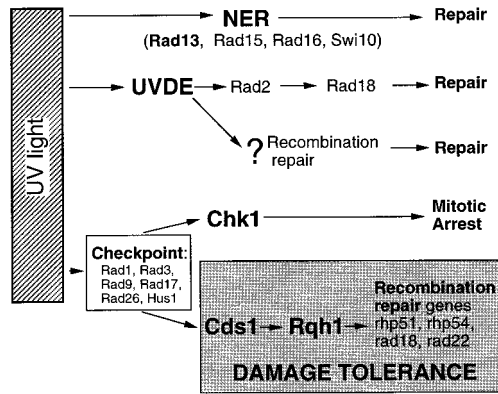 UV light
NER
Repair
(Rad13, Rad15, Rad16, Swi10)
UVDE
Rad2
Rad18
Repair
?
Recombination
repair
Repair
Chk1
Mitotic
Arrest
Checkpoint:
Rad1, Rad3,
Rad9, Rad17,
Rad26, Hus1
Cds1
Rqh1
Recombination
repair genes
rhp51, rhp54,
rad18, rad22
DAMAGE TOLERANCE